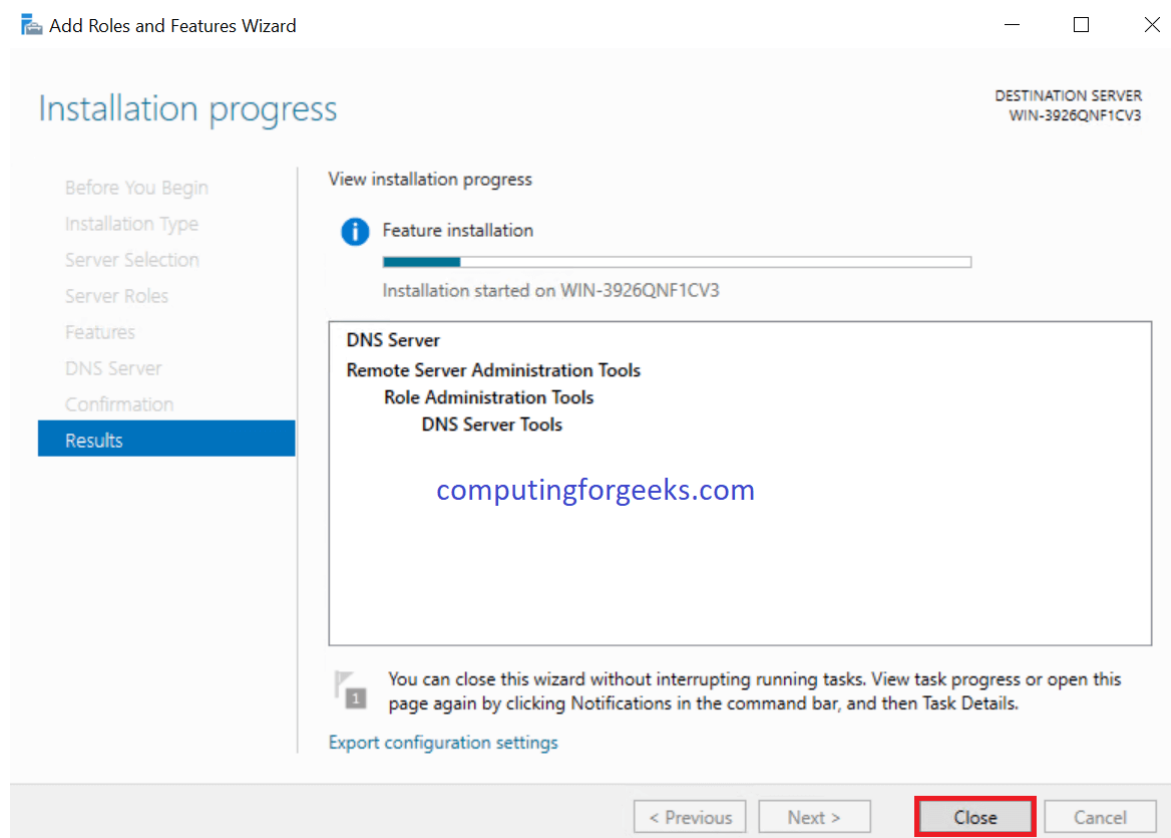 Add Roles and Features Wizard
Installation progress
DESTINATION SERVER
WIN-3926QNF1CV3
Before You Begin
Installation Type
Server Selection
Server Roles
Features
DNS Server
Confirmation
Results
View installation progress
Feature installation
Installation started on WIN-3926QNF1CV3
DNS Server
Remote Server Administration Tools
Role Administration Tools
DNS Server Tools
computingforgeeks.com
1
You can close this wizard without interrupting running tasks. View task progress or open this
page again by clicking Notifications in the command bar, and then Task Details.
Export configuration settings
< Previous
Next >
Close
Cancel